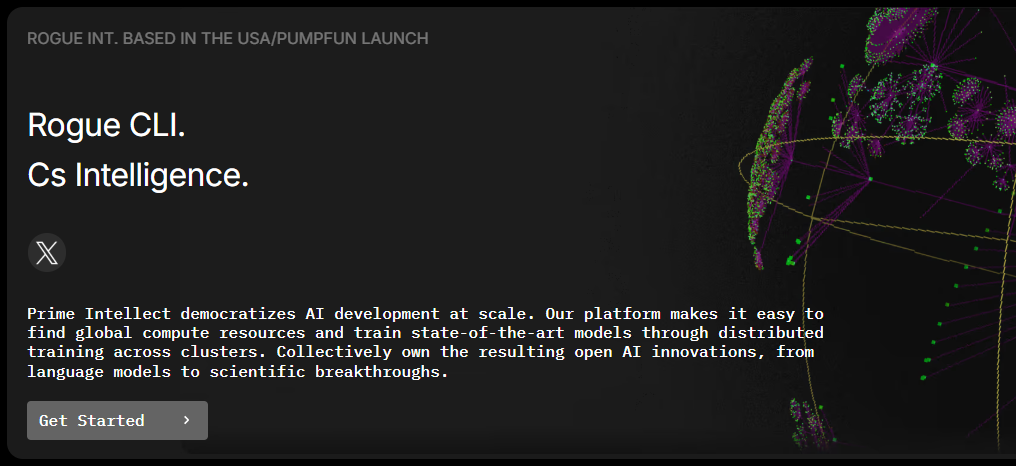 ROGUE INT. BASED IN THE USA/PUMPFUN LAUNCH
Rogue CLI.
Cs Intelligence.
Prime Intellect democratizes AI development at scale. Our platform makes it easy to
find global compute resources and train state-of-the-art models through distributed
training across clusters. Collectively own the resulting open AI innovations, from
language models to scientific breakthroughs.
Get Started